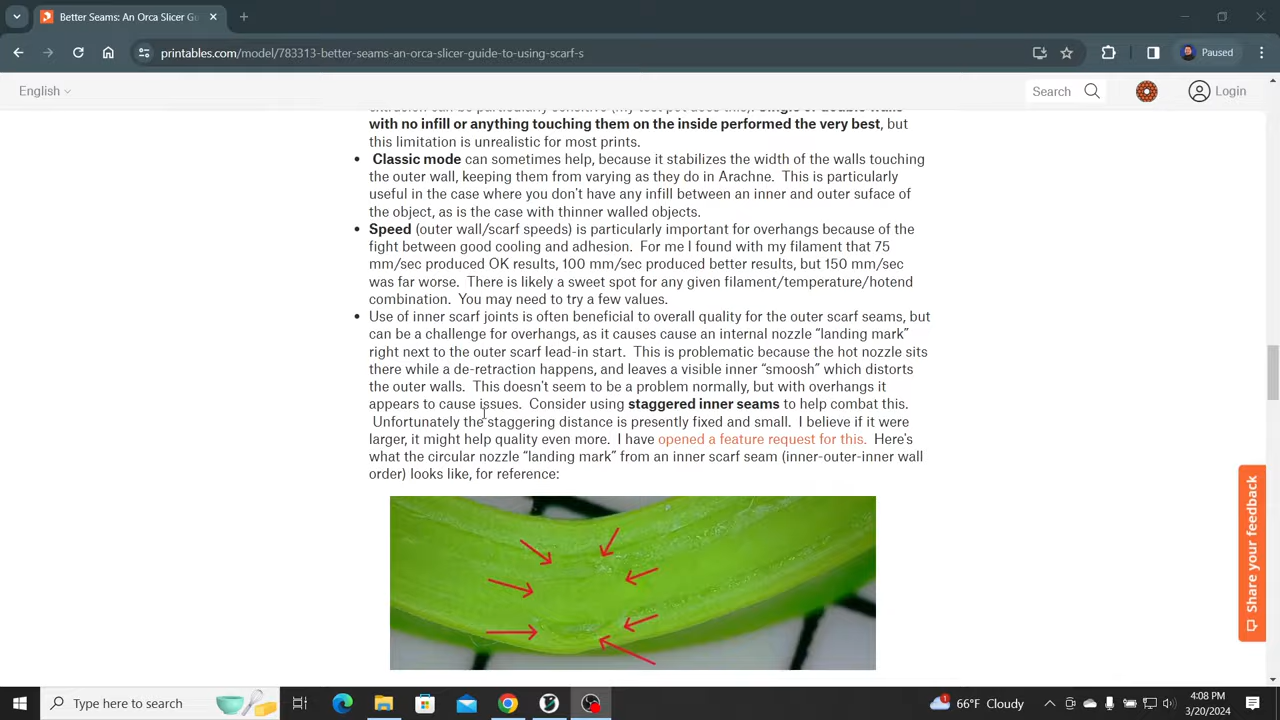 Better Seams: An Orca Slicer Gu
printables.com/model/783313-better-seams-an-orca-slicer-guide-to-using-scarf-s
Paused
English
Search
Login
with no infill or anything touching them on the inside performed the very best, but
this limitation is unrealistic for most prints.
• Classic mode can sometimes help, because it stabilizes the width of the walls touching
the outer wall, keeping them from varying as they do in Arachne. This is particularly
useful in the case where you don't have any infill between an inner and outer suface of
the object, as is the case with thinner walled objects.
• Speed (outer wall/scarf speeds) is particularly important for overhangs because of the
fight between good cooling and adhesion. For me I found with my filament that 75
mm/sec produced OK results, 100 mm/sec produced better results, but 150 mm/sec
was far worse. There is likely a sweet spot for any given filament/temperature/hotend
combination. You may need to try a few values.
• Use of inner scarf joints is often beneficial to overall quality for the outer scarf seams, but
can be a challenge for overhangs, as it causes cause an internal nozzle “landing mark”
right next to the outer scarf lead-in start. This is problematic because the hot nozzle sits
there while a de-retraction happens, and leaves a visible inner “smoosh” which distorts
the outer walls. This doesn't seem to be a problem normally, but with overhangs it
appears to cause issues. Consider using staggered inner seams to help combat this.
Unfortunately the staggering distance is presently fixed and small. I believe if it were
larger, it might help quality even more. I have opened a feature request for this. Here's
what the circular nozzle “landing mark” from an inner scarf seam (inner-outer-inner wall
order) looks like, for reference:
Share your feedback
Type here to search
1
66°F Cloudy
4:08 PM
3/20/2024